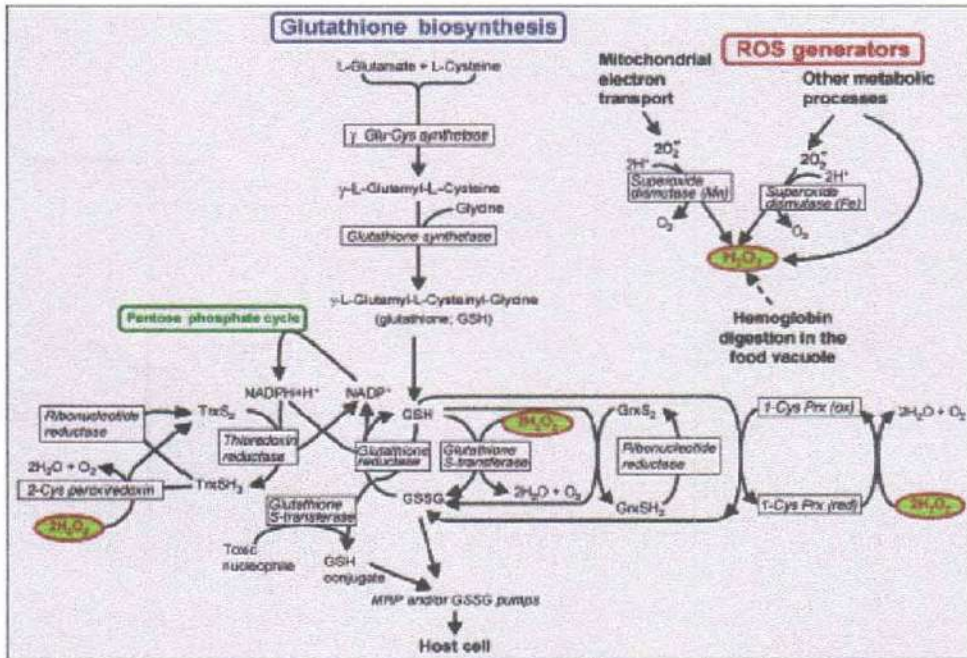 Glutathione biosynthesis
L-Glutamate + L-Cysteine
γ Glu-Cys synthetase
γ-L-Glutamyl-L-Cysteine
Glycine
Glutathione synthetase
γ-L-Glutamyl-L-Cysteinyl-Glycine
(glutathione; GSH)
ROS generators
Mitochondrial
electron
transport
Other metabolic
processes
2O₂⁻
2H⁺
Superoxide
dismutase (Mn)
O₂
2O₂⁻
2H⁺
Superoxide
dismutase (Fe)
O₂
H₂O₂
Hemoglobin
digestion in the
food vacuole
Pentose phosphate cycle
NADPH+H⁺
NADP⁺
Ribonucleotide
reductase
TrxS₂
Thioredoxin
reductase
2H₂O + O₂
2-Cys peroxiredoxin
TrxSH₂
2H₂O₂
GSH
Glutathione
reductase
GSSG
Glutathione
S-transferase
Toxic
nucleophile
GSH
conjugate
2H₂O₂
Glutathione
S-transferase
2H₂O + O₂
GrxS₂
Ribonucleotide
reductase
GrxSH₂
1-Cys Prx (ox)
1-Cys Prx (red)
2H₂O + O₂
2H₂O₂
MRP and/or GSSG pumps
Host cell